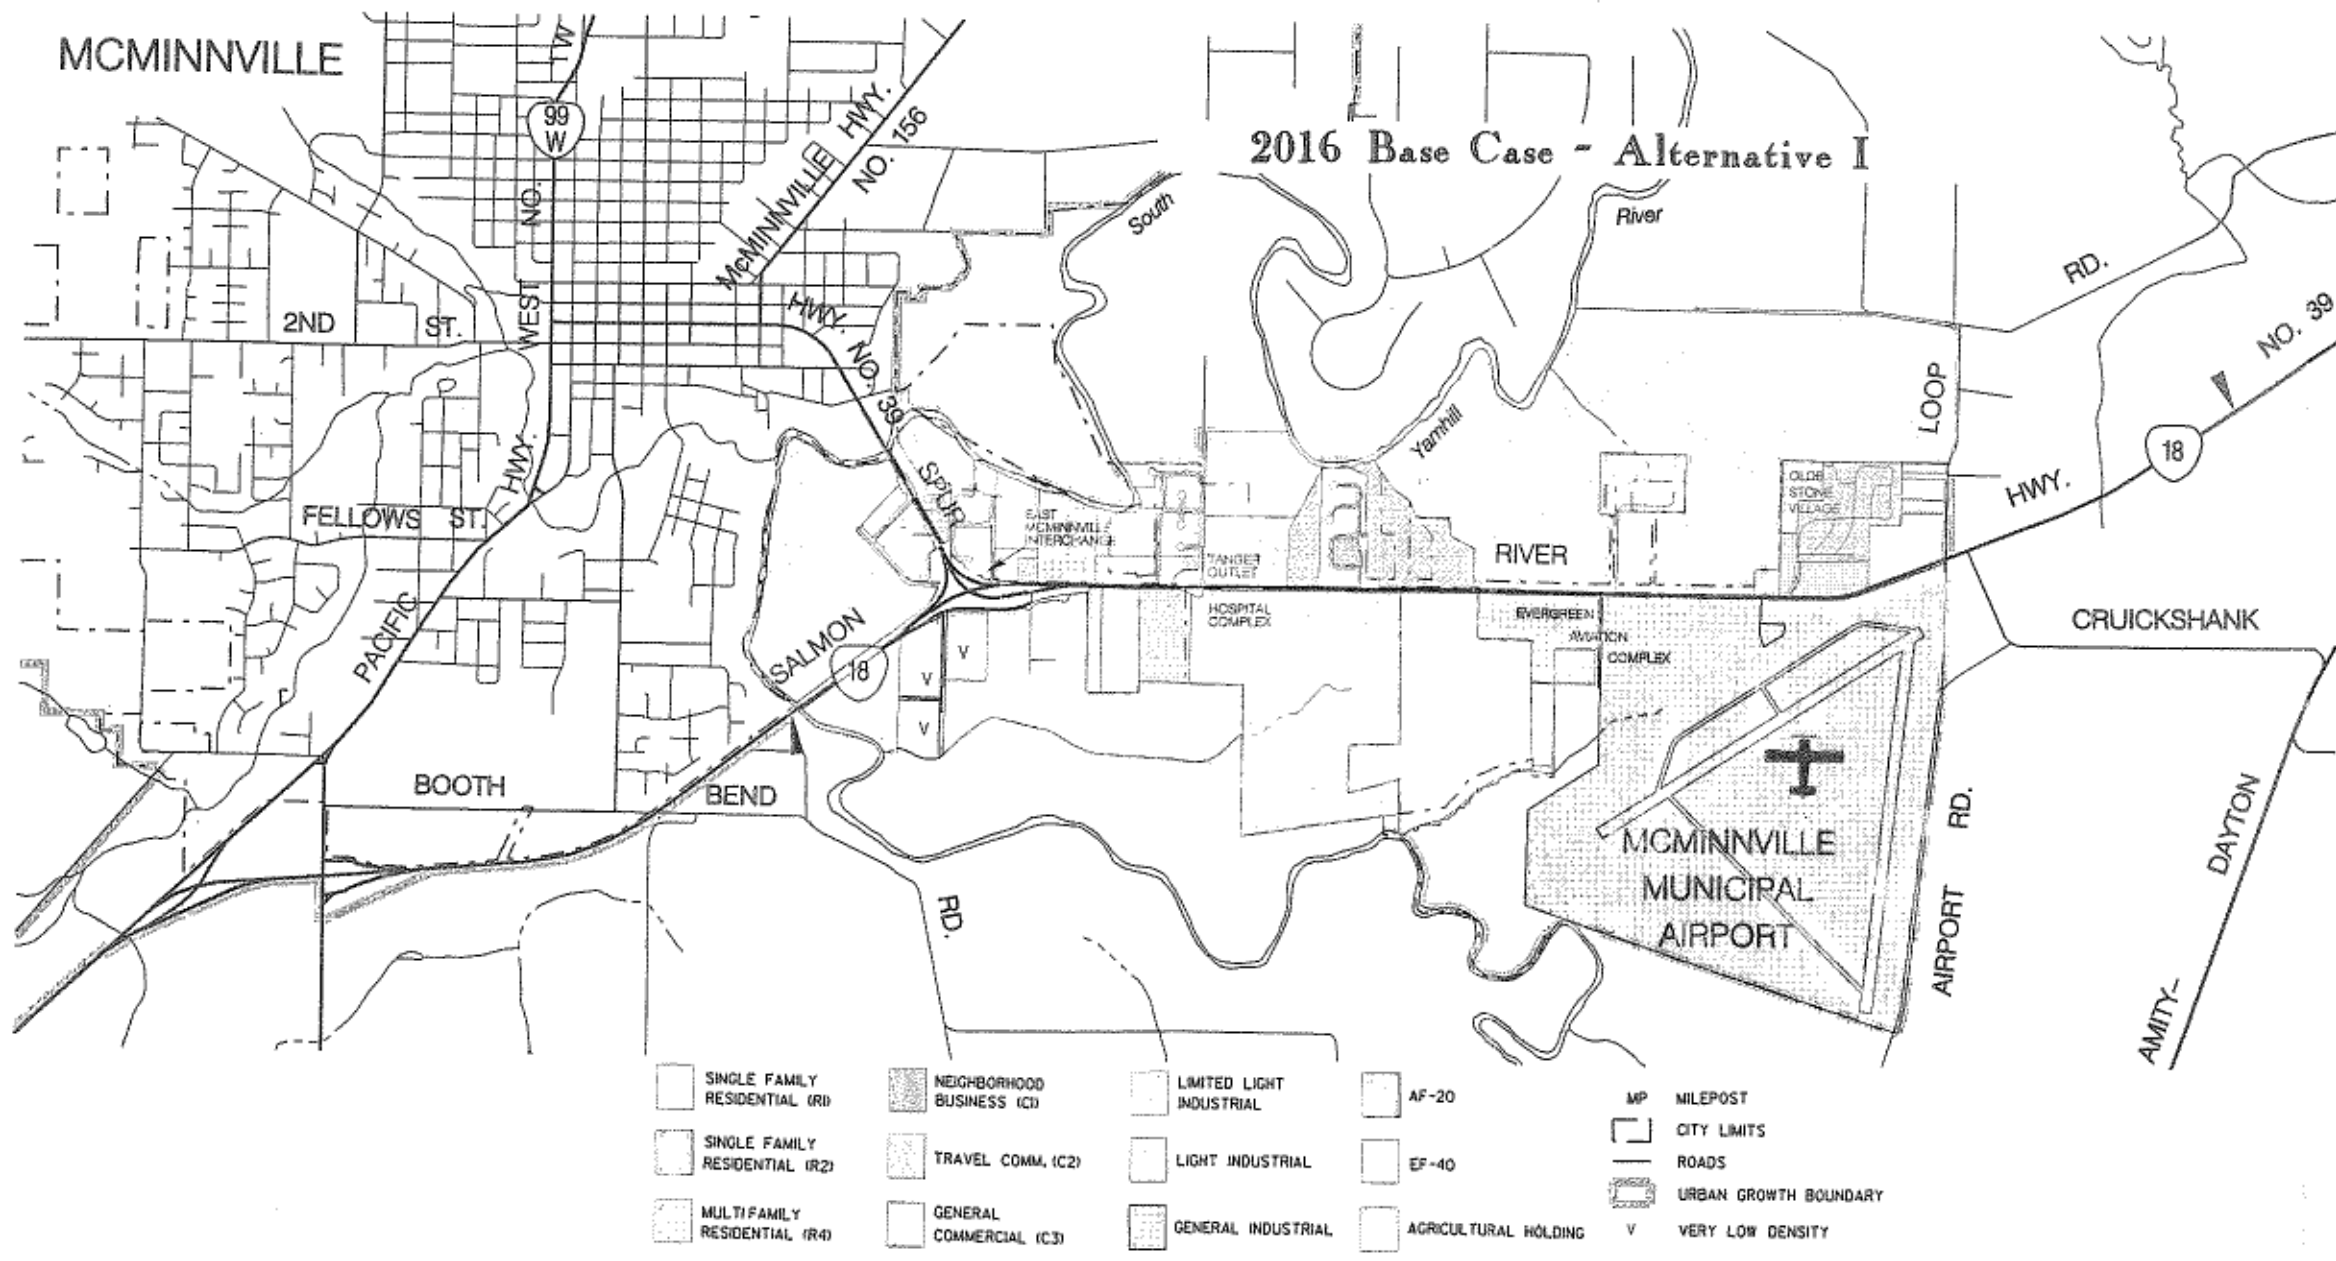 MCMINNVILLE
2016 Base Case - Alternative I
99
W
NO.
WEST
HWY.
PACIFIC
MCMINNVILLE HWY.
NO. 156
HWY. NO. 39
SPUR
2ND ST.
FELLOWS ST.
BOOTH BEND
RD.
SALMON
18
South
Yamhill
River
EAST
MCMINNVILLE
INTERCHANGE
TANGER
OUTLET
HOSPITAL
COMPLEX
RIVER
EVERGREEN
AVIATION
COMPLEX
OLDE
STONE
VILLAGE
LOOP
RD.
HWY.
18
NO. 39
CRUICKSHANK
V
V
V
MCMINNVILLE
MUNICIPAL
AIRPORT
AIRPORT RD.
AMITY-
DAYTON
SINGLE FAMILY
RESIDENTIAL (R1)
SINGLE FAMILY
RESIDENTIAL (R2)
MULTIFAMILY
RESIDENTIAL (R4)
NEIGHBORHOOD
BUSINESS (C1)
TRAVEL COMM. (C2)
GENERAL
COMMERCIAL (C3)
LIMITED LIGHT
INDUSTRIAL
LIGHT INDUSTRIAL
GENERAL INDUSTRIAL
AF-20
EF-40
AGRICULTURAL HOLDING
MP MILEPOST
CITY LIMITS
ROADS
URBAN GROWTH BOUNDARY
V VERY LOW DENSITY